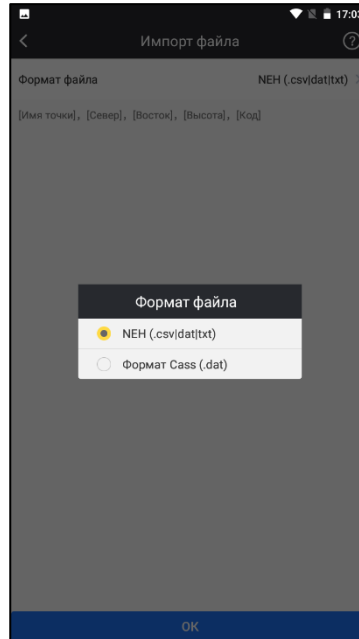 17:03
Импорт файла
?
Формат файла
NEH (.csv|dat|txt)
[Имя точки], [Север], [Восток], [Высота], [Код]
Формат файла
NEH (.csv|dat|txt)
Формат Cass (.dat)
ОК